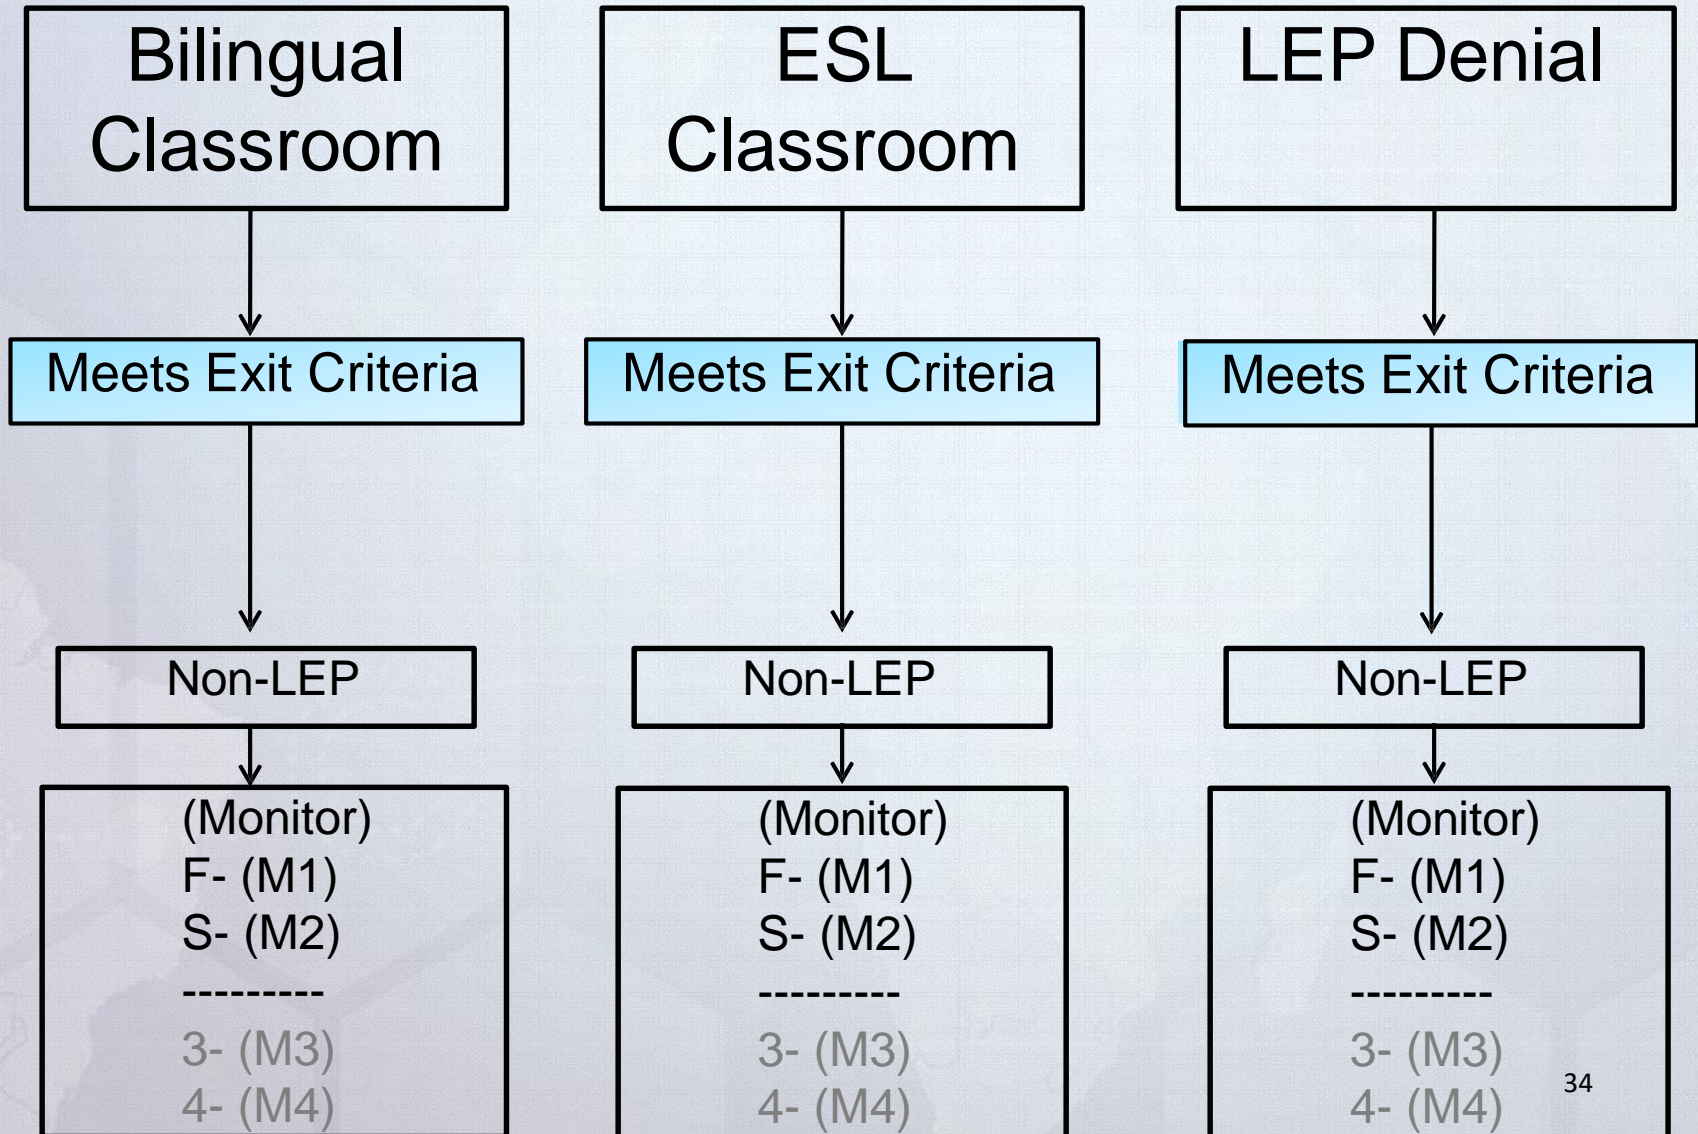 Bilingual
Classroom
Meets Exit Criteria
Non-LEP
(Monitor)
F- (M1)
S- (M2)
---------
3- (M3)
4- (M4)
ESL
Classroom
Meets Exit Criteria
Non-LEP
(Monitor)
F- (M1)
S- (M2)
---------
3- (M3)
4- (M4)
LEP Denial
Meets Exit Criteria
Non-LEP
(Monitor)
F- (M1)
S- (M2)
---------
3- (M3)
4- (M4)
34